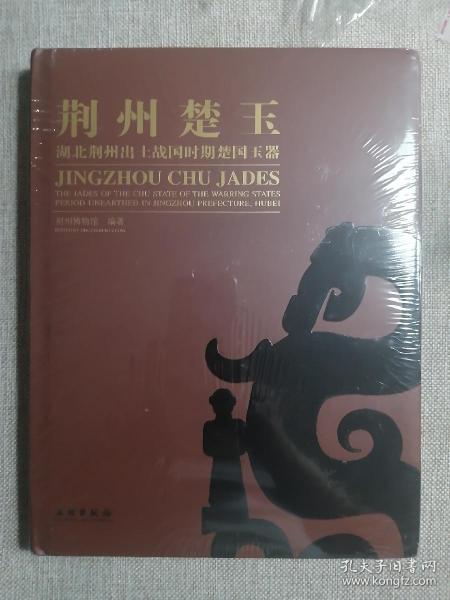 荆州楚玉
湖北荆州出土战国时期楚国玉器
JINGZHOU CHU JADES
THE JADES OF THE CHU STATE OF THE WARRING STATES
PERIOD UNEARTHED IN JINGZHOU PREFECTURE, HUBEI
荆州博物馆 编著
文物出版社
孔夫子旧书网
www.kongfz.com